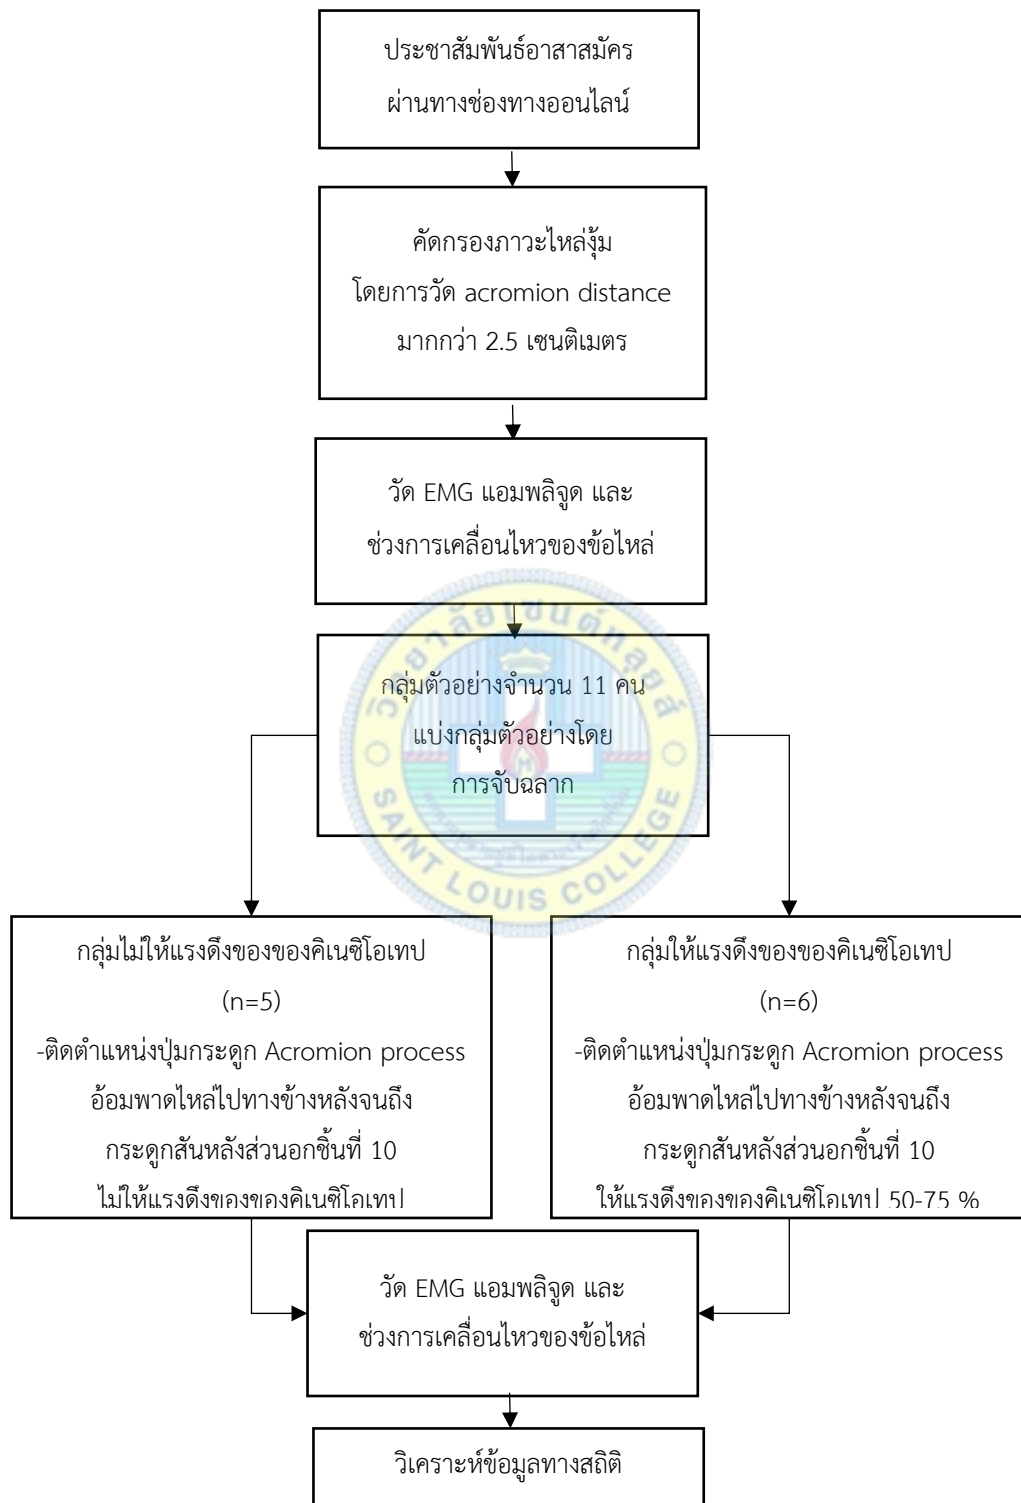 ประชาสัมพันธ์อาสาสมัคร
ผ่านทางช่องทางออนไลน์
คัดกรองภาวะไหล่งุ้ม
โดยการวัด acromion distance
มากกว่า 2.5 เซนติเมตร
วัด EMG แอมพลิจูด และ
ช่วงการเคลื่อนไหวของข้อไหล่
วิทยาลัยเซนต์หลุยส์
กลุ่มตัวอย่างจำนวน 11 คน
แบ่งกลุ่มตัวอย่างโดย
การจับฉลาก
SAINT LOUIS COLLEGE
กลุ่มไม่ให้แรงดึงของของคิเนซิโอเทป
(n=5)
-ติดตำแหน่งปุ่มกระดูก Acromion process
อ้อมพาดไหล่ไปทางข้างหลังจนถึง
กระดูกสันหลังส่วนอกชิ้นที่ 10
ไม่ให้แรงดึงของของคิเนซิโอเทป
กลุ่มให้แรงดึงของของคิเนซิโอเทป
(n=6)
-ติดตำแหน่งปุ่มกระดูก Acromion process
อ้อมพาดไหล่ไปทางข้างหลังจนถึง
กระดูกสันหลังส่วนอกชิ้นที่ 10
ให้แรงดึงของของคิเนซิโอเทป 50-75 %
วัด EMG แอมพลิจูด และ
ช่วงการเคลื่อนไหวของข้อไหล่
วิเคราะห์ข้อมูลทางสถิติ